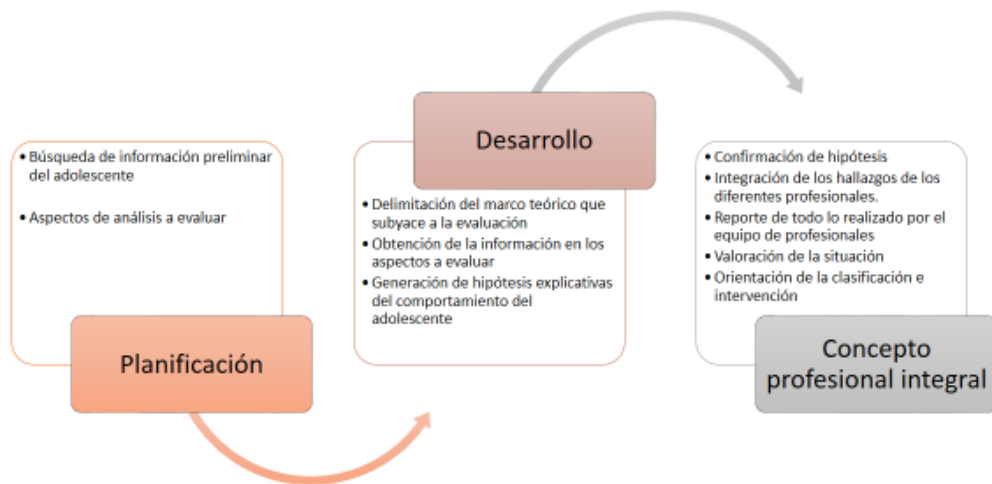 • Búsqueda de información preliminar
del adolescente
• Aspectos de análisis a evaluar
Planificación
Desarrollo
• Delimitación del marco teórico que
subyace a la evaluación
• Obtención de la información en los
aspectos a evaluar
• Generación de hipótesis explicativas
del comportamiento del
adolescente
• Confirmación de hipótesis
• Integración de los hallazgos de los
diferentes profesionales.
• Reporte de todo lo realizado por el
equipo de profesionales
• Valoración de la situación
• Orientación de la clasificación e
intervención
Concepto
profesional integral